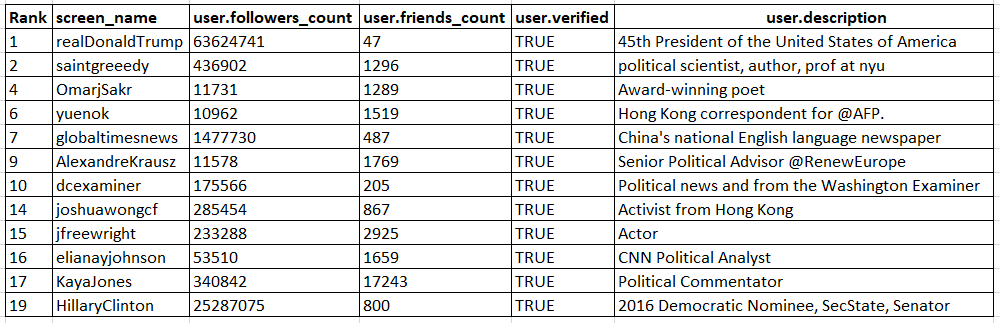 Rank screen_name user.followers_count user.friends_count user.verified user.description
1 realDonaldTrump 63624741 47 TRUE 45th President of the United States of America
2 saintgreeedy 436902 1296 TRUE political scientist, author, prof at nyu
4 OmarjSakr 11731 1289 TRUE Award-winning poet
6 yuenok 10962 1519 TRUE Hong Kong correspondent for @AFP.
7 globaltimesnews 1477730 487 TRUE China's national English language newspaper
9 AlexandreKrausz 11578 1769 TRUE Senior Political Advisor @RenewEurope
10 dcexaminer 175566 205 TRUE Political news and from the Washington Examiner
14 joshuawongcf 285454 867 TRUE Activist from Hong Kong
15 jfreewright 233288 2925 TRUE Actor
16 elianayjohnson 53510 1659 TRUE CNN Political Analyst
17 KayaJones 340842 17243 TRUE Political Commentator
19 HillaryClinton 25287075 800 TRUE 2016 Democratic Nominee, SecState, Senator